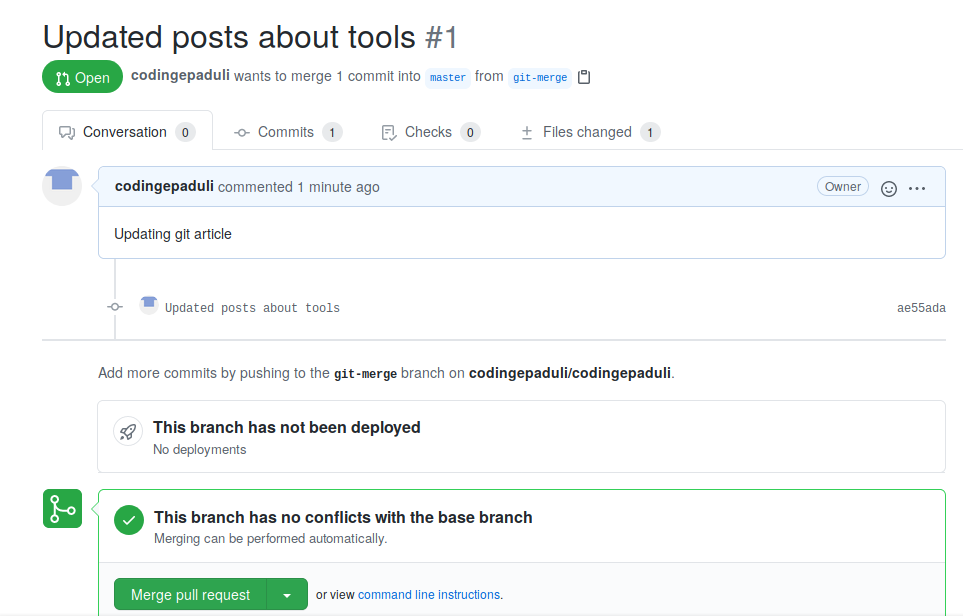 Updated posts about tools #1
Open codingepaduli wants to merge 1 commit into master from git-merge
Conversation 0 Commits 1 Checks 0 Files changed 1
codingepaduli commented 1 minute ago Owner
Updating git article
Updated posts about tools ae55ada
Add more commits by pushing to the git-merge branch on codingepaduli/codingepaduli.
This branch has not been deployed
No deployments
This branch has no conflicts with the base branch
Merging can be performed automatically.
Merge pull request or view command line instructions.